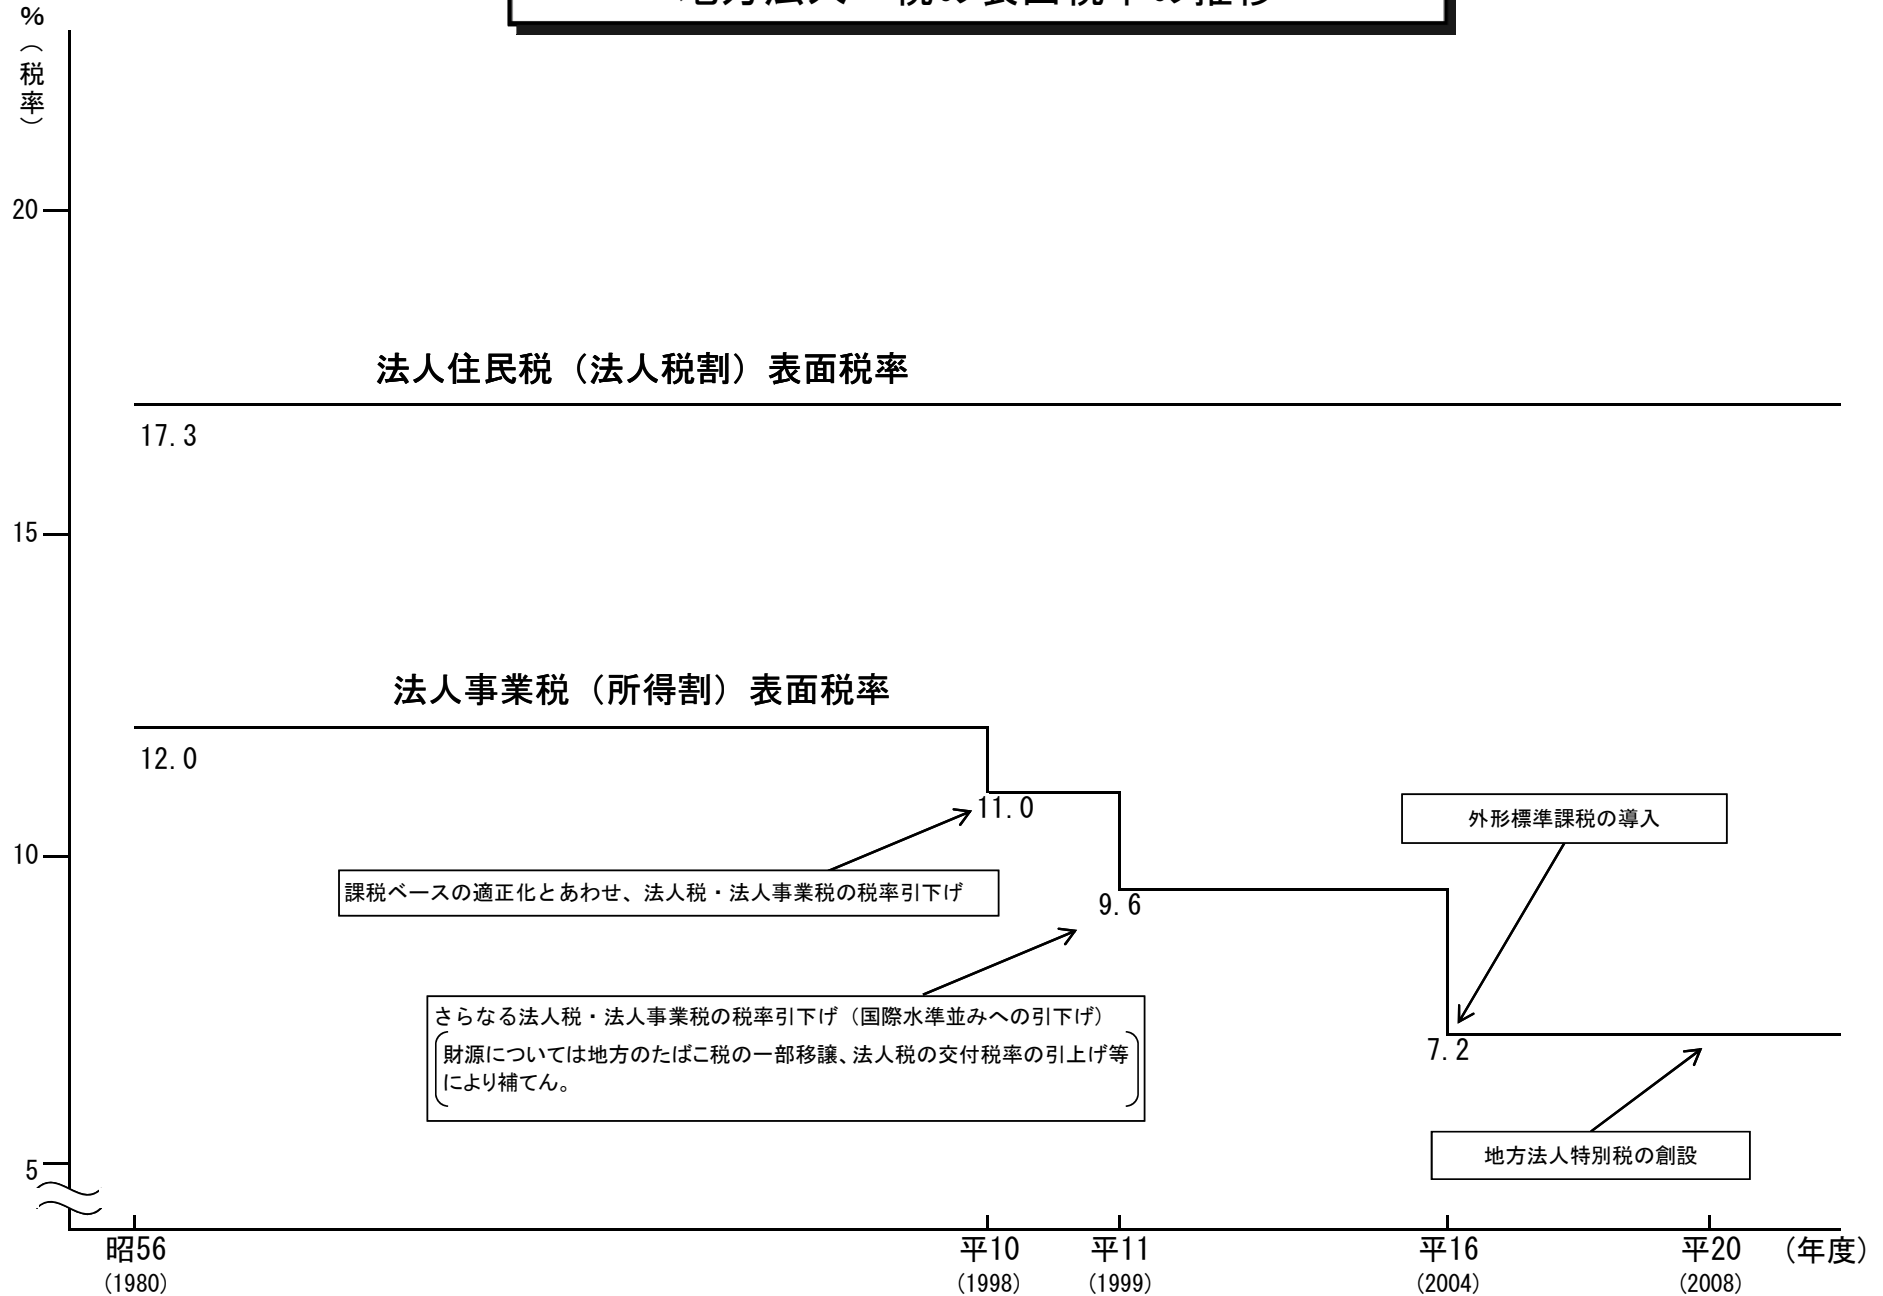 %
（税率）
20
15
10
5
法人住民税（法人税割）表面税率
17.3
法人事業税（所得割）表面税率
12.0
11.0
課税ベースの適正化とあわせ、法人税・法人事業税の税率引下げ
9.6
さらなる法人税・法人事業税の税率引下げ（国際水準並みへの引下げ）
財源については地方のたばこ税の一部移譲、法人税の交付税率の引上げ等
により補てん。
外形標準課税の導入
7.2
地方法人特別税の創設
昭56 平10 平11 平16 平20 （年度）
(1980) (1998) (1999) (2004) (2008)